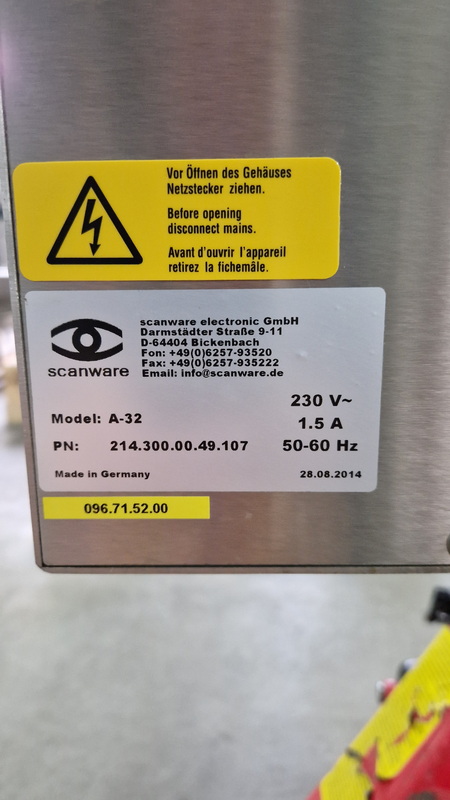 Vor Öffnen des Gehäuses
Netzstecker ziehen.
Before opening
disconnect mains.
Avant d'ouvrir l'appareil
retirez la fichemâle.
scanware
scanware electronic GmbH
Darmstädter Straße 9-11
D-64404 Bickenbach
Fon: +49(0)6257-93520
Fax: +49(0)6257-935222
Email: info@scanware.de
230 V~
Model: A-32
1.5 A
PN: 214.300.00.49.107
50-60 Hz
Made in Germany
28.08.2014
096.71.52.00